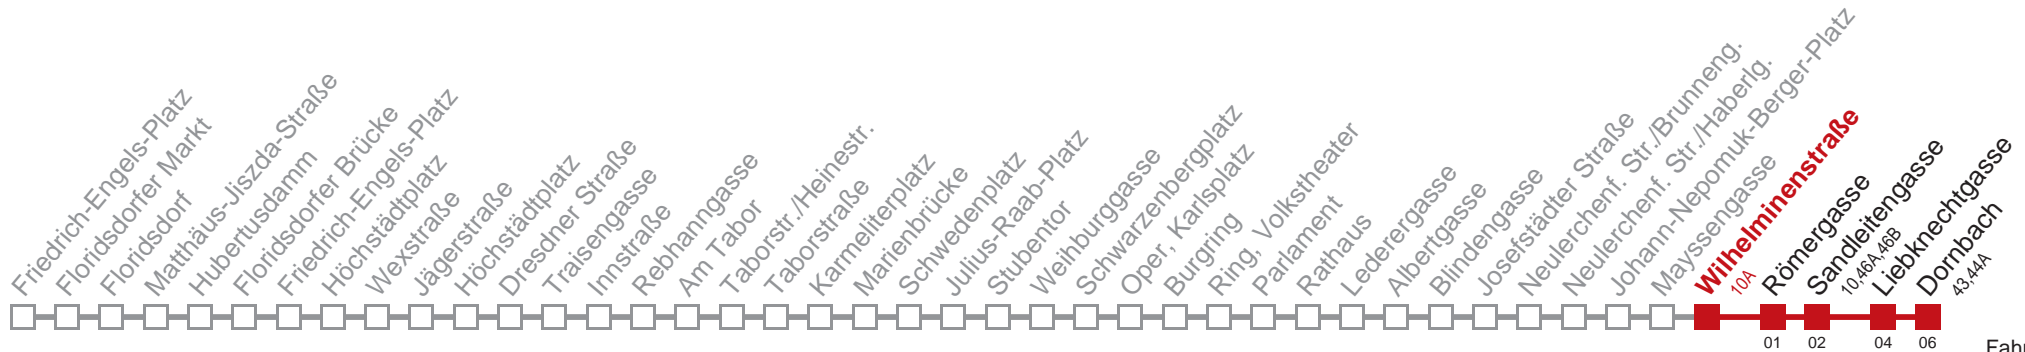 Friedrich-Engels-Platz
Floridsdorfer Markt
Floridsdorf
Matthäus-Jiszda-Straße
Hubertusdamm
Floridsdorfer Brücke
Friedrich-Engels-Platz
Höchstädtplatz
Wexstraße
Jägerstraße
Höchstädtplatz
Dresdner Straße
Traisengasse
Innstraße
Rebhanngasse
Am Tabor
Taborstr./Heinestr.
Taborstraße
Karmeliterplatz
Marienbrücke
Schwedenplatz
Julius-Raab-Platz
Stubentor
Weihburggasse
Schwarzenbergplatz
Oper, Karlsplatz
Burgring
Ring, Volkstheater
Parlament
Rathaus
Lederergasse
Albertgasse
Blindengasse
Josefstädter Straße
Neulerchenf. Str./Brunneng.
Neulerchenf. Str./Haberlg.
Johann-Nepomuk-Berger-Platz
Mayssengasse
Wilhelminenstraße
10A
Römergasse
Sandleitengasse
10,46A,46B
Liebknechtgasse
Dornbach
43,44A
01 02 04 06